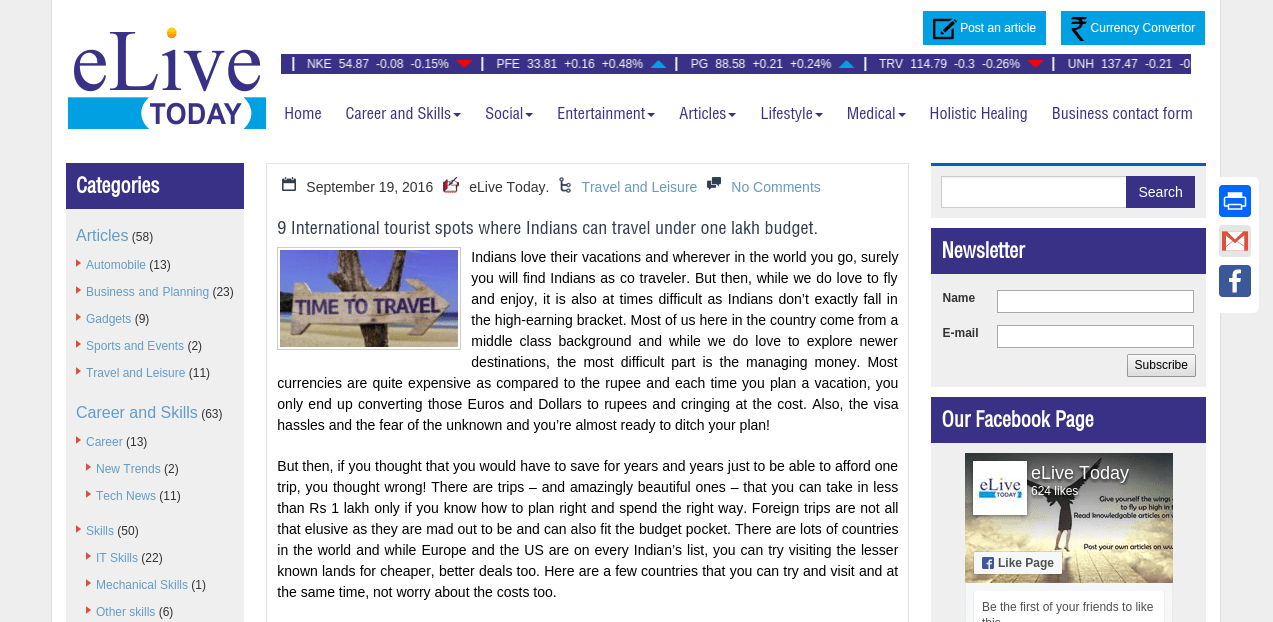 eLive
TODAY
Post an article
Currency Convertor
| NKE 54.87 -0.08 -0.15% | PFE 33.81 +0.16 +0.48% | PG 88.58 +0.21 +0.24% | TRV 114.79 -0.3 -0.26% | UNH 137.47 -0.21 -0
Home Career and Skills Social Entertainment Articles Lifestyle Medical Holistic Healing Business contact form
Categories
Articles (58)
Automobile (13)
Business and Planning (23)
Gadgets (9)
Sports and Events (2)
Travel and Leisure (11)
Career and Skills (63)
Career (13)
New Trends (2)
Tech News (11)
Skills (50)
IT Skills (22)
Mechanical Skills (1)
Other skills (6)
September 19, 2016 eLive Today. Travel and Leisure No Comments
9 International tourist spots where Indians can travel under one lakh budget.
TIME TO TRAVEL
Indians love their vacations and wherever in the world you go, surely
you will find Indians as co traveler. But then, while we do love to fly
and enjoy, it is also at times difficult as Indians don’t exactly fall in
the high-earning bracket. Most of us here in the country come from a
middle class background and while we do love to explore newer
destinations, the most difficult part is the managing money. Most
currencies are quite expensive as compared to the rupee and each time you plan a vacation, you
only end up converting those Euros and Dollars to rupees and cringing at the cost. Also, the visa
hassles and the fear of the unknown and you’re almost ready to ditch your plan!
But then, if you thought that you would have to save for years and years just to be able to afford one
trip, you thought wrong! There are trips – and amazingly beautiful ones – that you can take in less
than Rs 1 lakh only if you know how to plan right and spend the right way. Foreign trips are not all
that elusive as they are mad out to be and can also fit the budget pocket. There are lots of countries
in the world and while Europe and the US are on every Indian’s list, you can try visiting the lesser
known lands for cheaper, better deals too. Here are a few countries that you can try and visit and at
the same time, not worry about the costs too.
Search
Newsletter
Name
E-mail
Subscribe
Our Facebook Page
eLive
TODAY
eLive Today
624 likes
Give yourself the wings
to fly up high in t
Read knowledgable articles on w
Post your own articles on ww
Like Page
Be the first of your friends to like
this